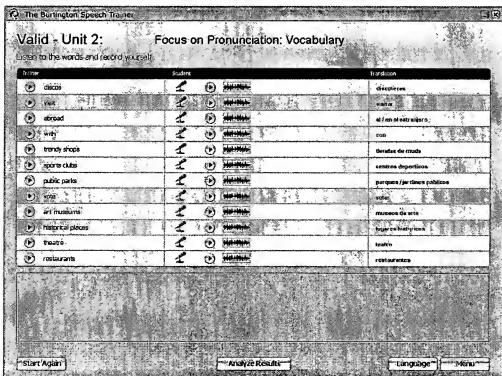 The Burlington Speech Trainer
Valid - Unit 2: Focus on Pronunciation: Vocabulary
Listen to the words and record yourself.
Trainer Student Translation
discos discotecas
visit visitar
abroad al / en el extranjero
with con
trendy shops tiendas de moda
sports clubs centros deportivos
public parks parques / jardines públicos
art museums museos de arte
historical places lugares históricos
theatre teatro
restaurants restaurantes
Start Again Analyze Results Language Menu